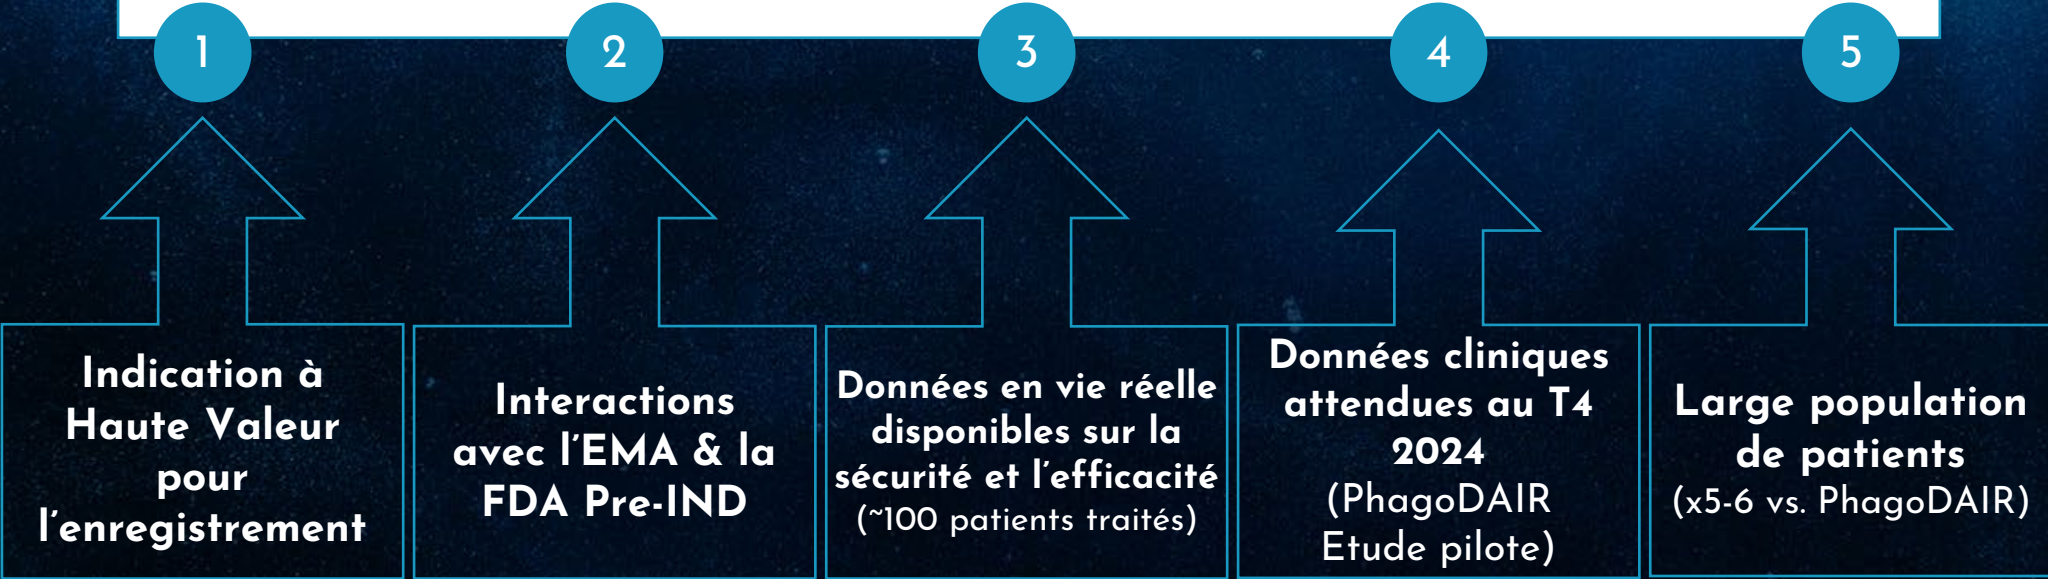 1
2
3
4
5
Indication à
Haute Valeur
pour
l'enregistrement
Interactions
avec l'EMA & la
FDA Pre-IND
Données en vie réelle
disponibles sur la
sécurité et l'efficacité
(~100 patients traités)
Données cliniques
attendues au T4
2024
(PhagoDAIR
Etude pilote)
Large population
de patients
(x5-6 vs. PhagoDAIR)